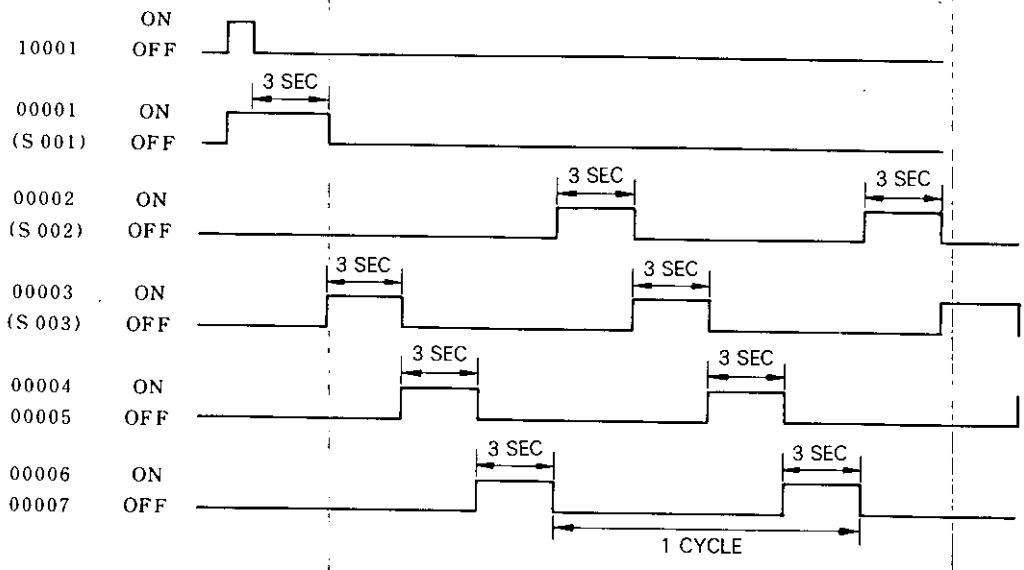 ON
10001 OFF
3 SEC
00001 ON
(S 001) OFF
3 SEC 3 SEC
00002 ON
(S 002) OFF
3 SEC 3 SEC
00003 ON
(S 003) OFF
3 SEC 3 SEC
00004 ON
00005 OFF
3 SEC 3 SEC
00006 ON
00007 OFF
1 CYCLE